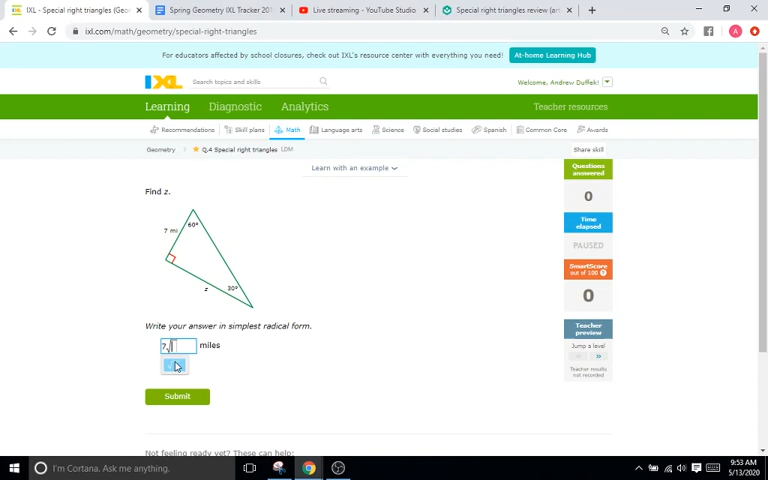 IXL - Special right triangles (Geo
Spring Geometry IXL Tracker 201
Live streaming - YouTube Studio
Special right triangles review (ar
ixl.com/math/geometry/special-right-triangles
A
For educators affected by school closures, check out IXL's resource center with everything you need!
At-home Learning Hub
IXL
Search topics and skills
Welcome, Andrew Duffek!
Learning
Diagnostic
Analytics
Teacher resources
Recommendations
Skill plans
Math
Language arts
Science
Social studies
Spanish
Common Core
Awards
Geometry
Q.4 Special right triangles
LDM
Share skill
Learn with an example
Questions
answered
0
Time
elapsed
PAUSED
SmartScore
out of 100 ?
0
Teacher
preview
Jump a level
Teacher results
not recorded
Find z.
60°
7 mi
30°
z
Write your answer in simplest radical form.
7√ miles
Submit
Not feeling ready yet? These can help:
I'm Cortana. Ask me anything.
9:53 AM
5/13/2020